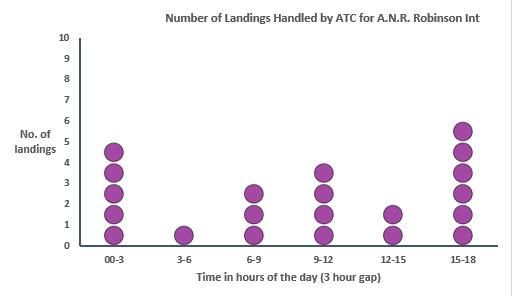 Number of Landings Handled by ATC for A.N.R. Robinson Int
10
9
8
7
6
5
4
3
2
1
0
No. of
landings
00-3 3-6 6-9 9-12 12-15 15-18
Time in hours of the day (3 hour gap)